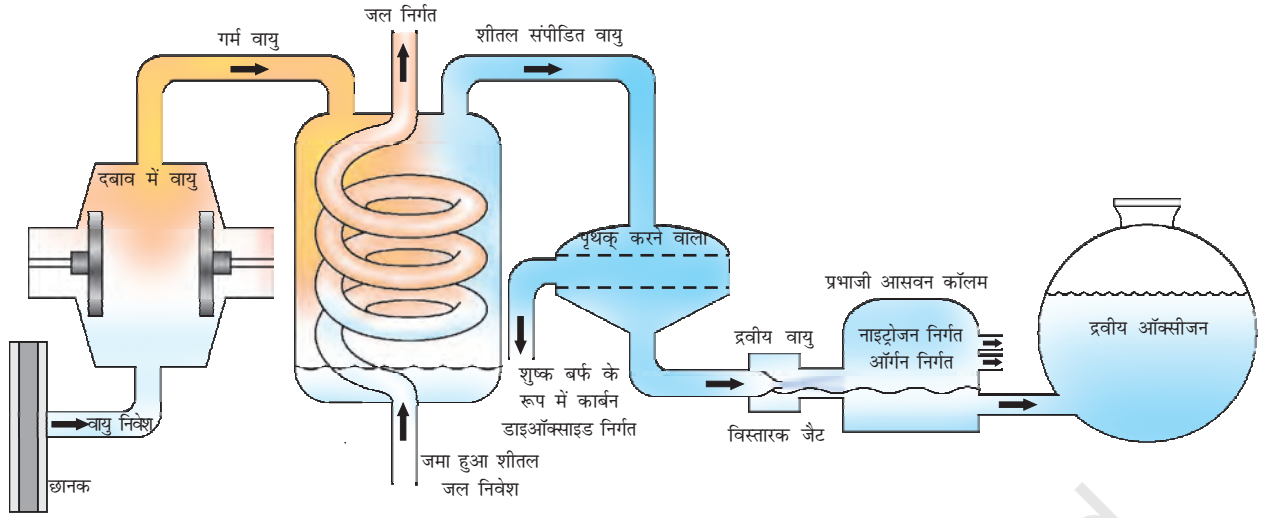 जल निर्गत
गर्म वायु
शीतल संपीडित वायु
दबाव में वायु
पृथक् करने वाला
प्रभाजी आसवन कॉलम
द्रवीय वायु
नाइट्रोजन निर्गत
ऑर्गन निर्गत
द्रवीय ऑक्सीजन
शुष्क बर्फ के
रूप में कार्बन
डाइऑक्साइड निर्गत
वायु निवेश
विस्तारक जैट
जमा हुआ शीतल
जल निवेश
छानक